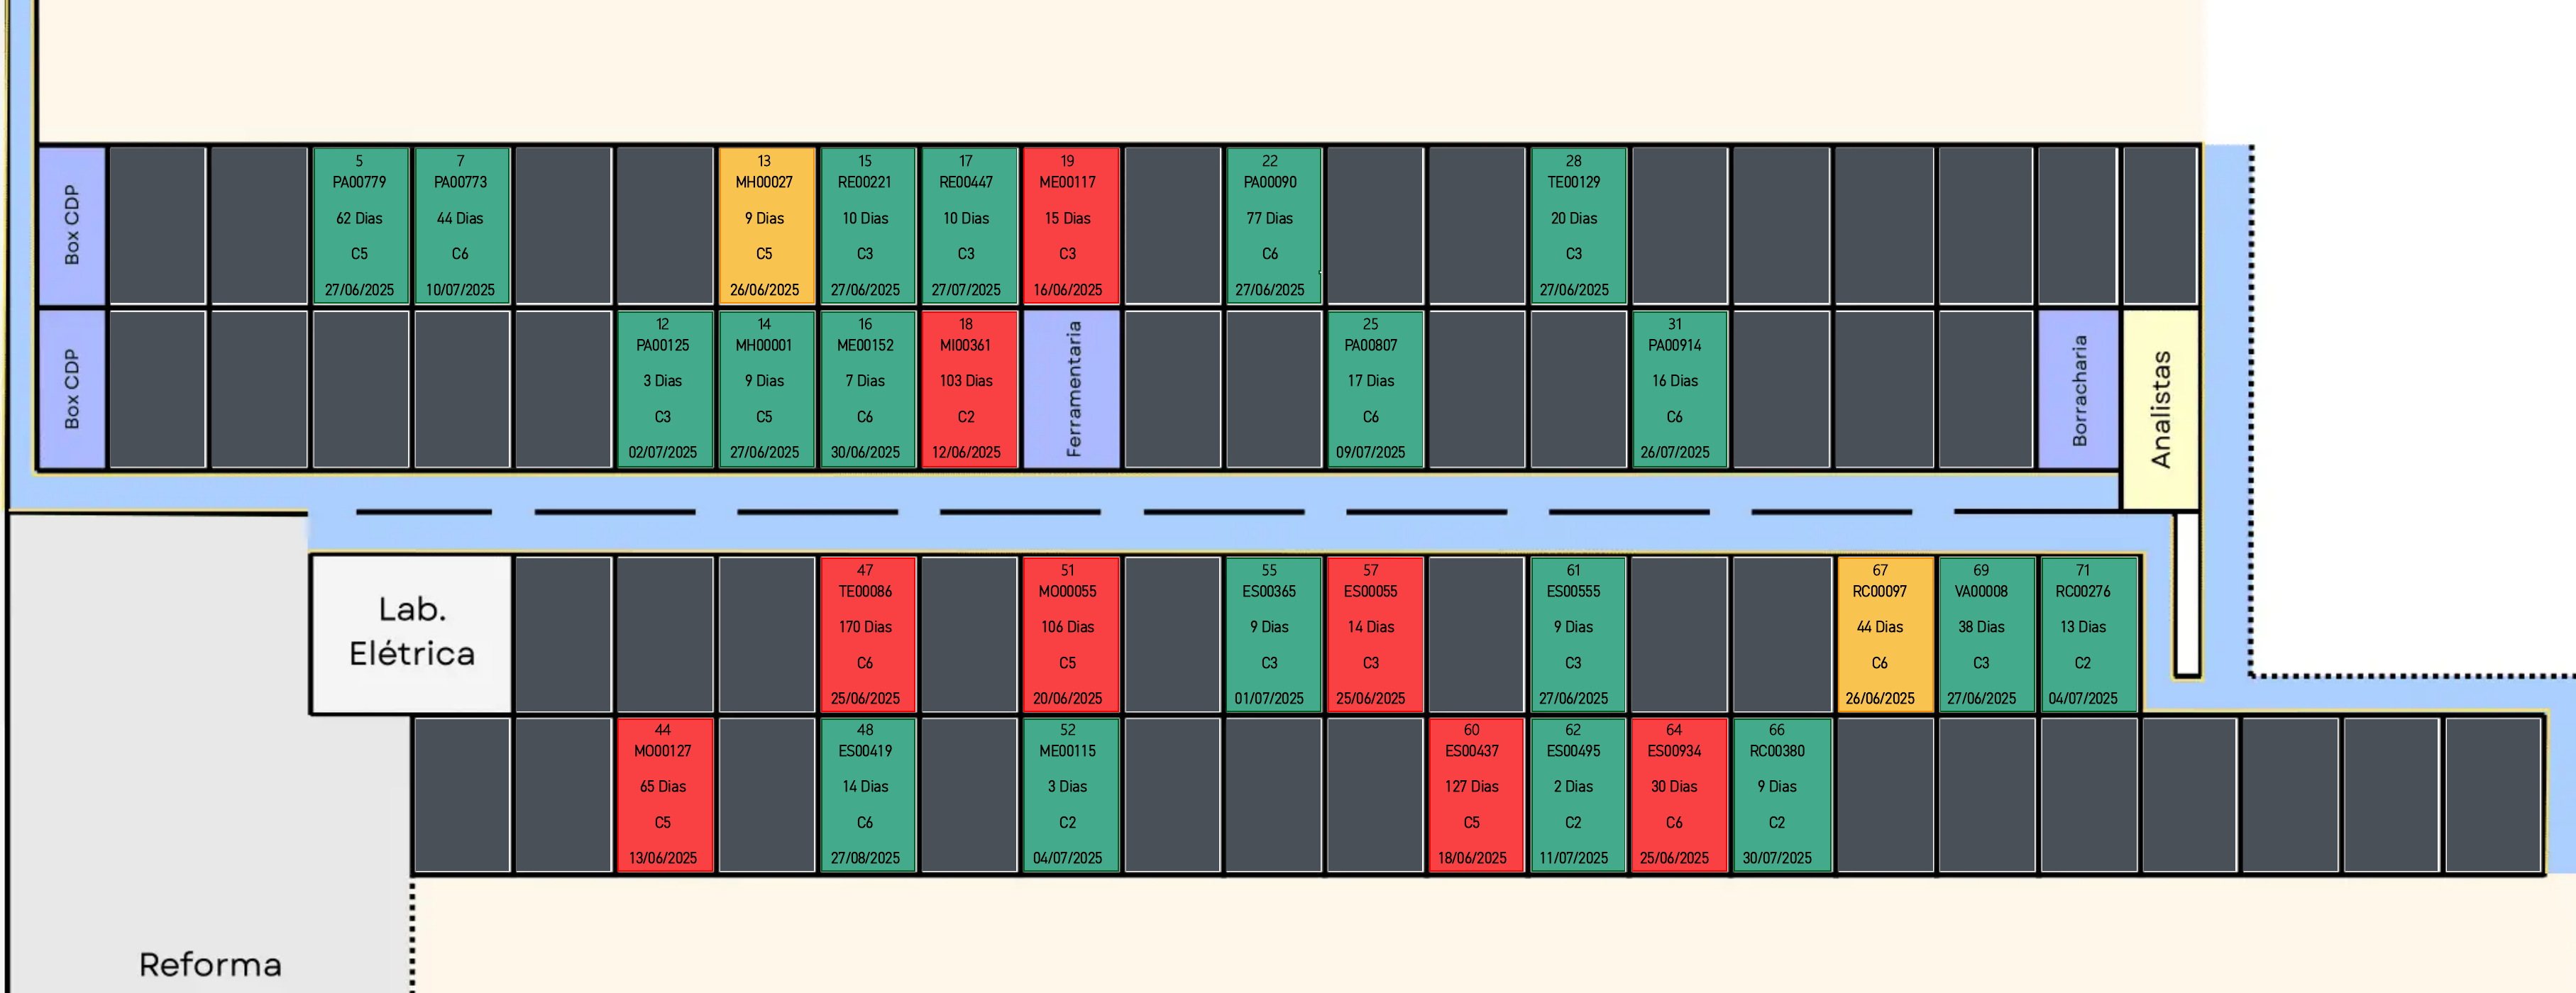 Box CDP
5
PA00779
62 Dias
C5
27/06/2025
7
PA00773
44 Dias
C6
10/07/2025
13
MH00027
9 Dias
C5
26/06/2025
15
RE00221
10 Dias
C3
27/06/2025
17
RE00447
10 Dias
C3
27/07/2025
19
ME00117
15 Dias
C3
16/06/2025
22
PA00090
77 Dias
C6
27/06/2025
28
TE00129
20 Dias
C3
27/06/2025
Box CDP
12
PA00125
3 Dias
C3
02/07/2025
14
MH00001
9 Dias
C5
27/06/2025
16
ME00152
7 Dias
C6
30/06/2025
18
MI00361
103 Dias
C2
12/06/2025
Ferramentaria
25
PA00807
17 Dias
C6
09/07/2025
31
PA00914
16 Dias
C6
26/07/2025
Borracharia
Analistas
Lab.
Elétrica
47
TE00086
170 Dias
C6
25/06/2025
51
MO00055
106 Dias
C5
20/06/2025
55
ES00365
9 Dias
C3
01/07/2025
57
ES00055
14 Dias
C3
25/06/2025
61
ES00555
9 Dias
C3
27/06/2025
67
RC00097
44 Dias
C6
26/06/2025
69
VA00008
38 Dias
C3
27/06/2025
71
RC00276
13 Dias
C2
04/07/2025
44
MO00127
65 Dias
C5
13/06/2025
48
ES00419
14 Dias
C6
27/08/2025
52
ME00115
3 Dias
C2
04/07/2025
60
ES00437
127 Dias
C5
18/06/2025
62
ES00495
2 Dias
C2
11/07/2025
64
ES00934
30 Dias
C6
25/06/2025
66
RC00380
9 Dias
C2
30/07/2025
Reforma